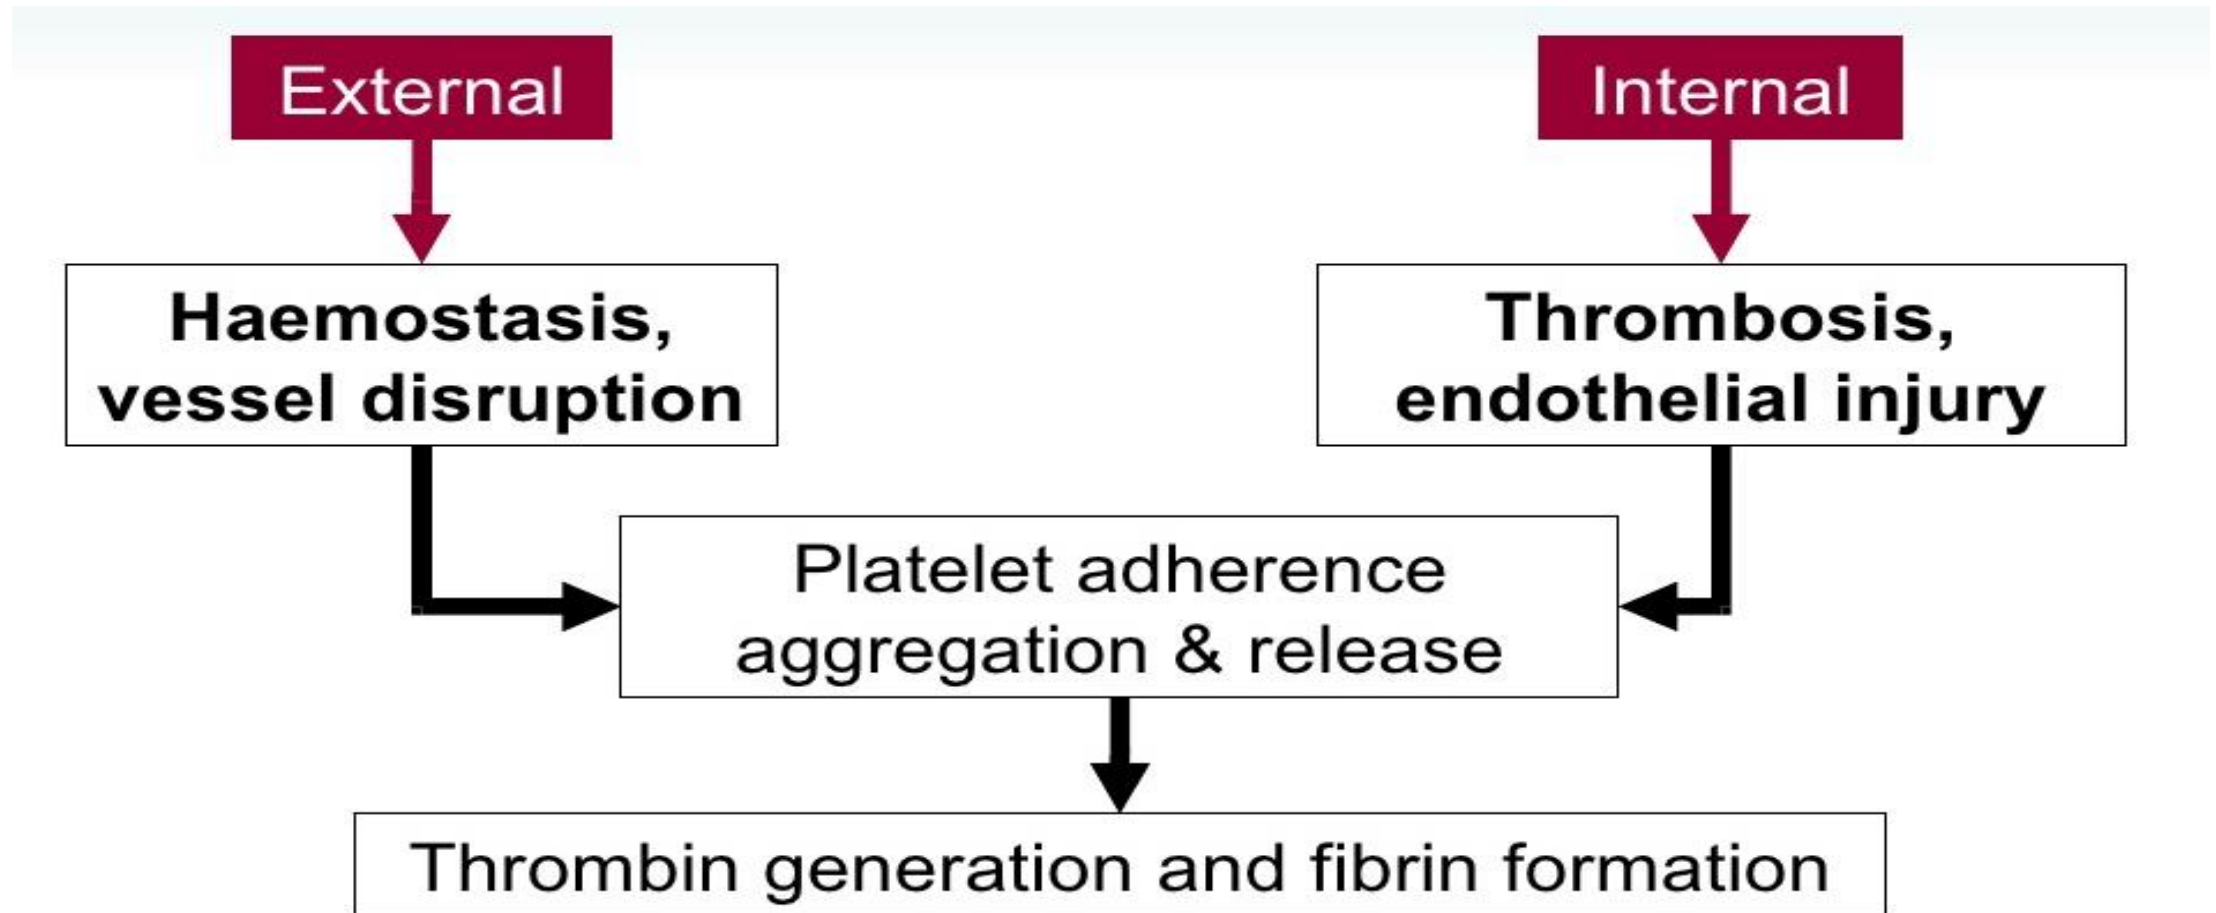 External
Internal
Haemostasis,
vessel disruption
Thrombosis,
endothelial injury
Platelet adherence
aggregation & release
Thrombin generation and fibrin formation